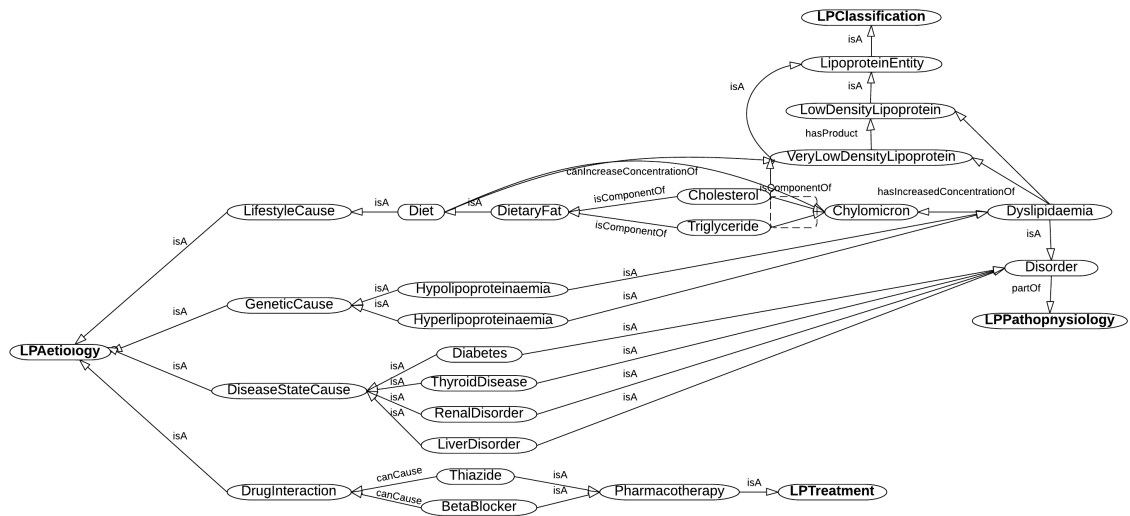 LPClassification
isA
LipoproteinEntity
isA
isA
LowDensityLipoprotein
hasProduct
VeryLowDensityLipoprotein
canIncreaseConcentrationOf
isComponentOf
Cholesterol
isComponentOf
hasIncreasedConcentrationOf
LifestyleCause
isA
Diet
isA
DietaryFat
Chylomicron
Dyslipidaemia
isComponentOf
Triglyceride
isA
isA
Disorder
isA
isA
Hypolipoproteinaemia
isA
partOf
GeneticCause
isA
isA
Hyperlipoproteinaemia
isA
LPPathopnysiology
isA
LPAetiology
Diabetes
isA
isA
isA
ThyroidDisease
isA
DiseaseStateCause
isA
isA
RenalDisorder
isA
isA
LiverDisorder
isA
canCause
Thiazide
isA
DrugInteraction
canCause
isA
Pharmacotherapy
isA
LPTreatment
BetaBlocker